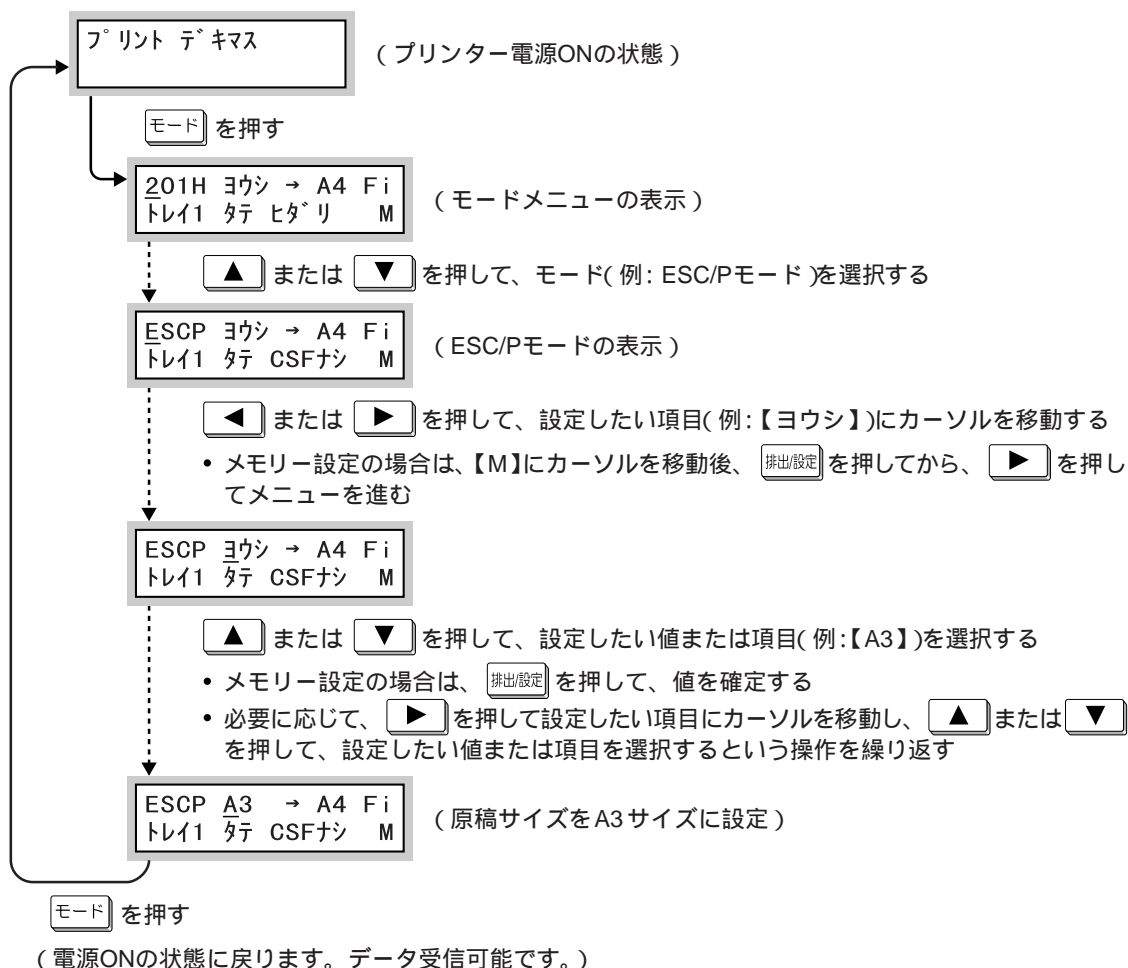 プリント デキマス
（プリンター電源ONの状態）
モード を押す
201H ヨウシ → A4 Fi
トレイ1 タテ ヒダリ M
（モードメニューの表示）
▲ または ▼ を押して、モード(例：ESC/Pモード)を選択する
ESCP ヨウシ → A4 Fi
トレイ1 タテ CSFナシ M
（ESC/Pモードの表示）
◀ または ▶ を押して、設定したい項目(例：【ヨウシ】)にカーソルを移動する
• メモリー設定の場合は、【M】にカーソルを移動後、 排出/設定 を押してから、 ▶ を押し
てメニューを進む
ESCP ヨウシ → A4 Fi
トレイ1 タテ CSFナシ M
▲ または ▼ を押して、設定したい値または項目(例：【A3】)を選択する
• メモリー設定の場合は、 排出/設定 を押して、値を確定する
• 必要に応じて、 ▶ を押して設定したい項目にカーソルを移動し、 ▲ または ▼
を押して、設定したい値または項目を選択するという操作を繰り返す
ESCP A3 → A4 Fi
トレイ1 タテ CSFナシ M
（原稿サイズをA3サイズに設定）
モード を押す
（電源ONの状態に戻ります。データ受信可能です。）